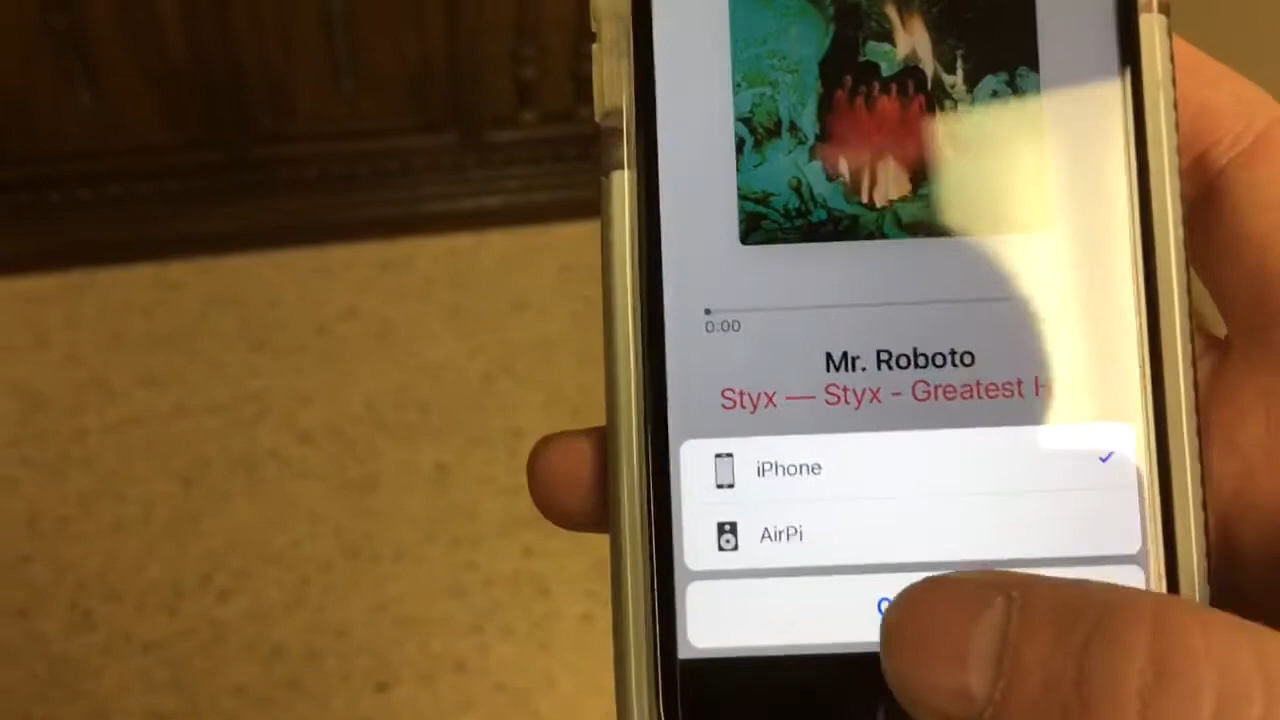 0:00
Mr. Roboto
Styx — Styx - Greatest
iPhone
AirPi